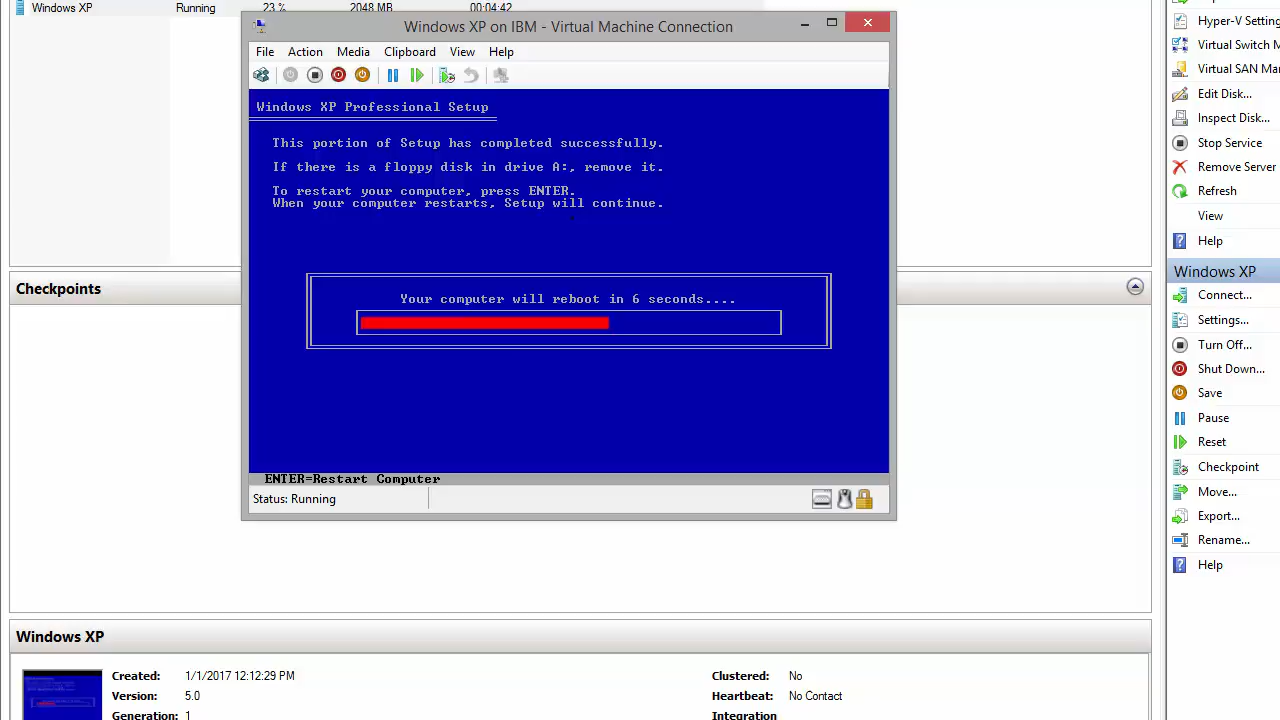 Windows XP Running 23 % 2048 MB 00:04:42
Windows XP on IBM - Virtual Machine Connection
File Action Media Clipboard View Help
Windows XP Professional Setup
This portion of Setup has completed successfully.
If there is a floppy disk in drive A:, remove it.
To restart your computer, press ENTER.
When your computer restarts, Setup will continue.
Your computer will reboot in 6 seconds....
ENTER=Restart Computer
Status: Running
Checkpoints
Windows XP
Created: 1/1/2017 12:12:29 PM
Version: 5.0
Generation: 1
Clustered: No
Heartbeat: No Contact
Integration
Hyper-V Setting
Virtual Switch M
Virtual SAN Ma
Edit Disk...
Inspect Disk...
Stop Service
Remove Server
Refresh
View
Help
Windows XP
Connect...
Settings...
Turn Off...
Shut Down...
Save
Pause
Reset
Checkpoint
Move...
Export...
Rename...
Help